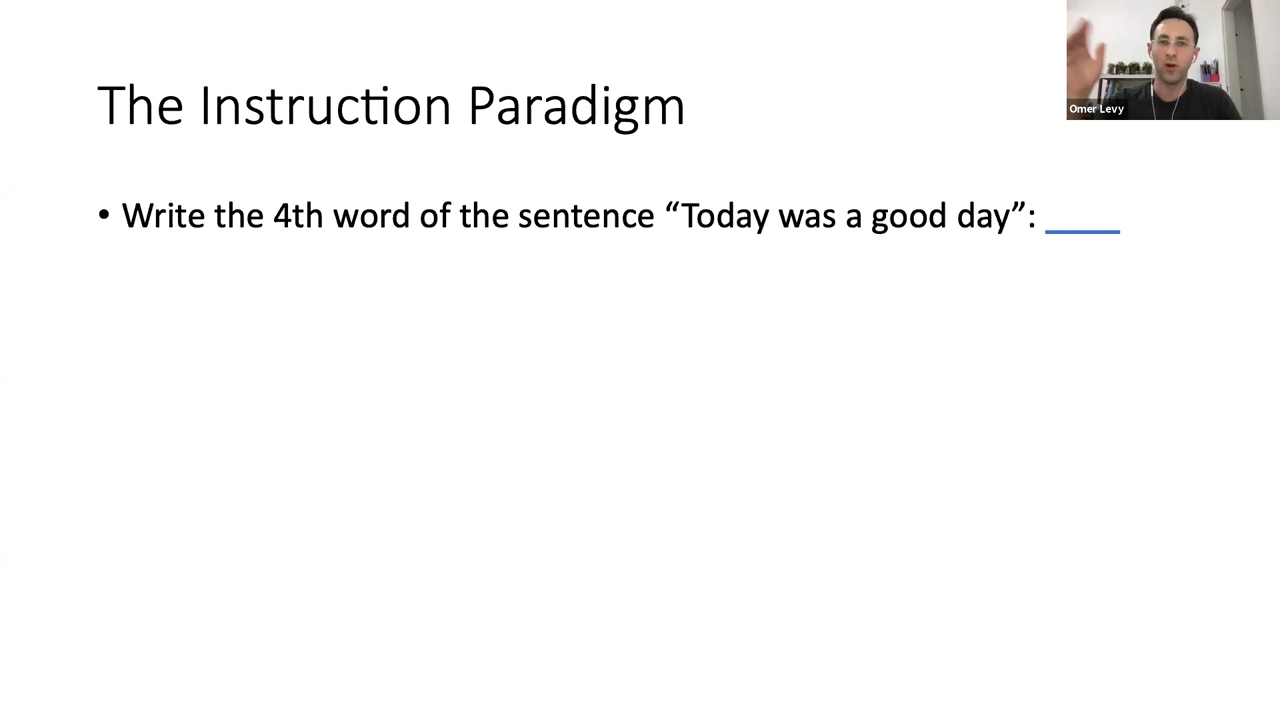 The Instruction Paradigm
Omer Levy
• Write the 4th word of the sentence “Today was a good day”: ____